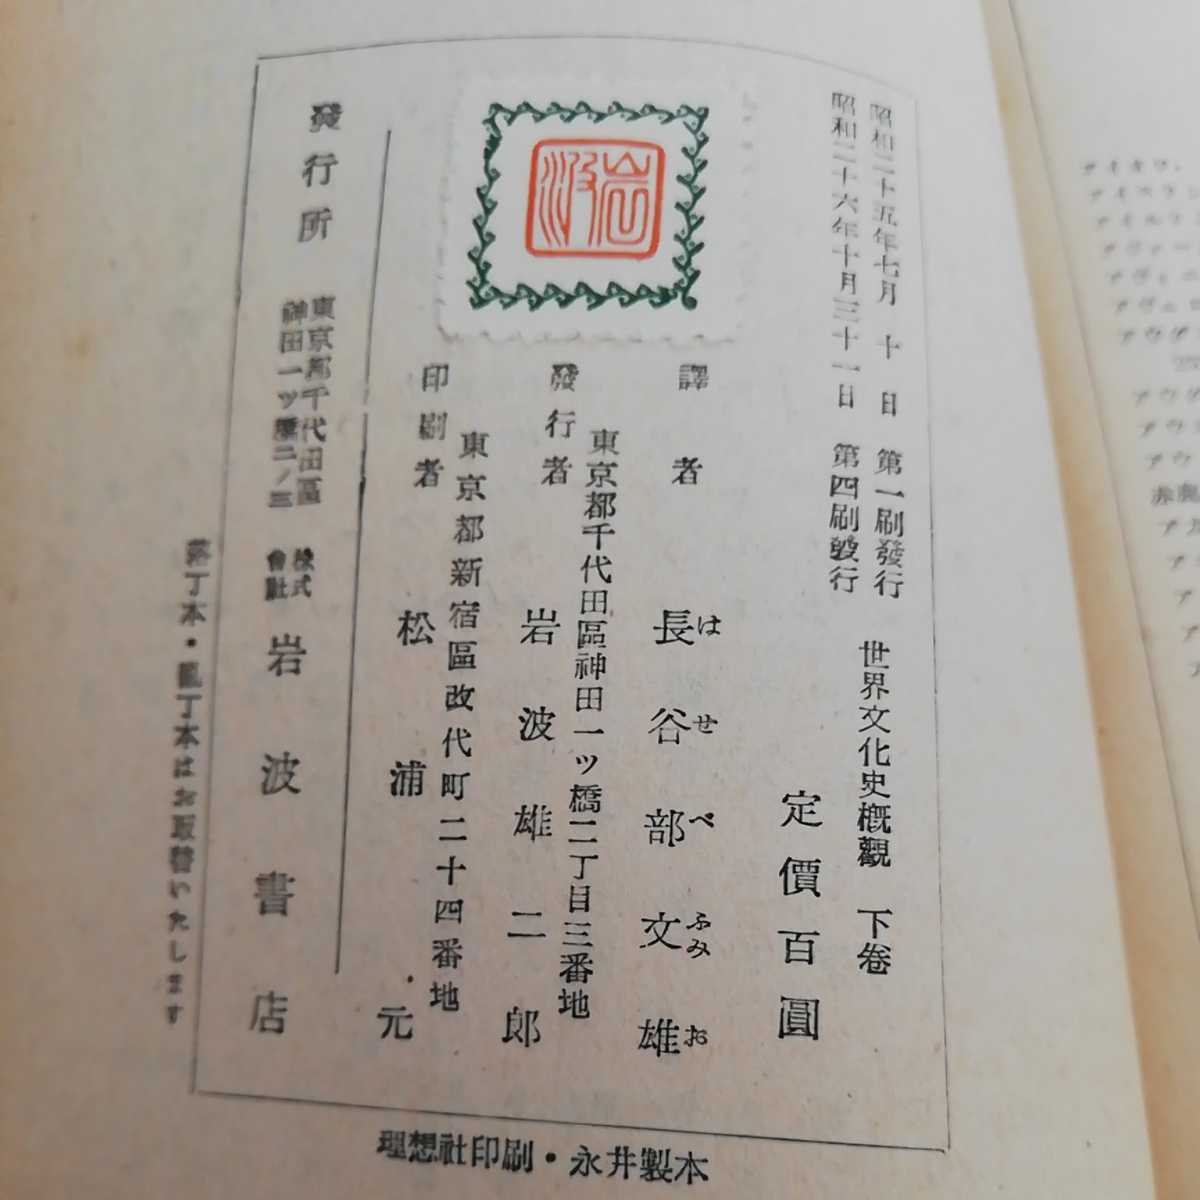 昭和二十五年七月 十 日 第一刷發行
昭和二十六年十月三十一日 第四刷發行
世界文化史概觀 下卷
定價百圓
譯者 長谷部文雄
はせべふみお
東京都千代田區神田一ツ橋二丁目三番地
發行者 岩波雄二郎
東京都新宿區改代町二十四番地
印刷者 松浦元
岩波
發行所
東京都千代田區
神田一ツ橋二ノ三
株式
會社
岩波書店
落丁本・亂丁本はお取替いたします
理想社印刷・永井製本
アイオワ,